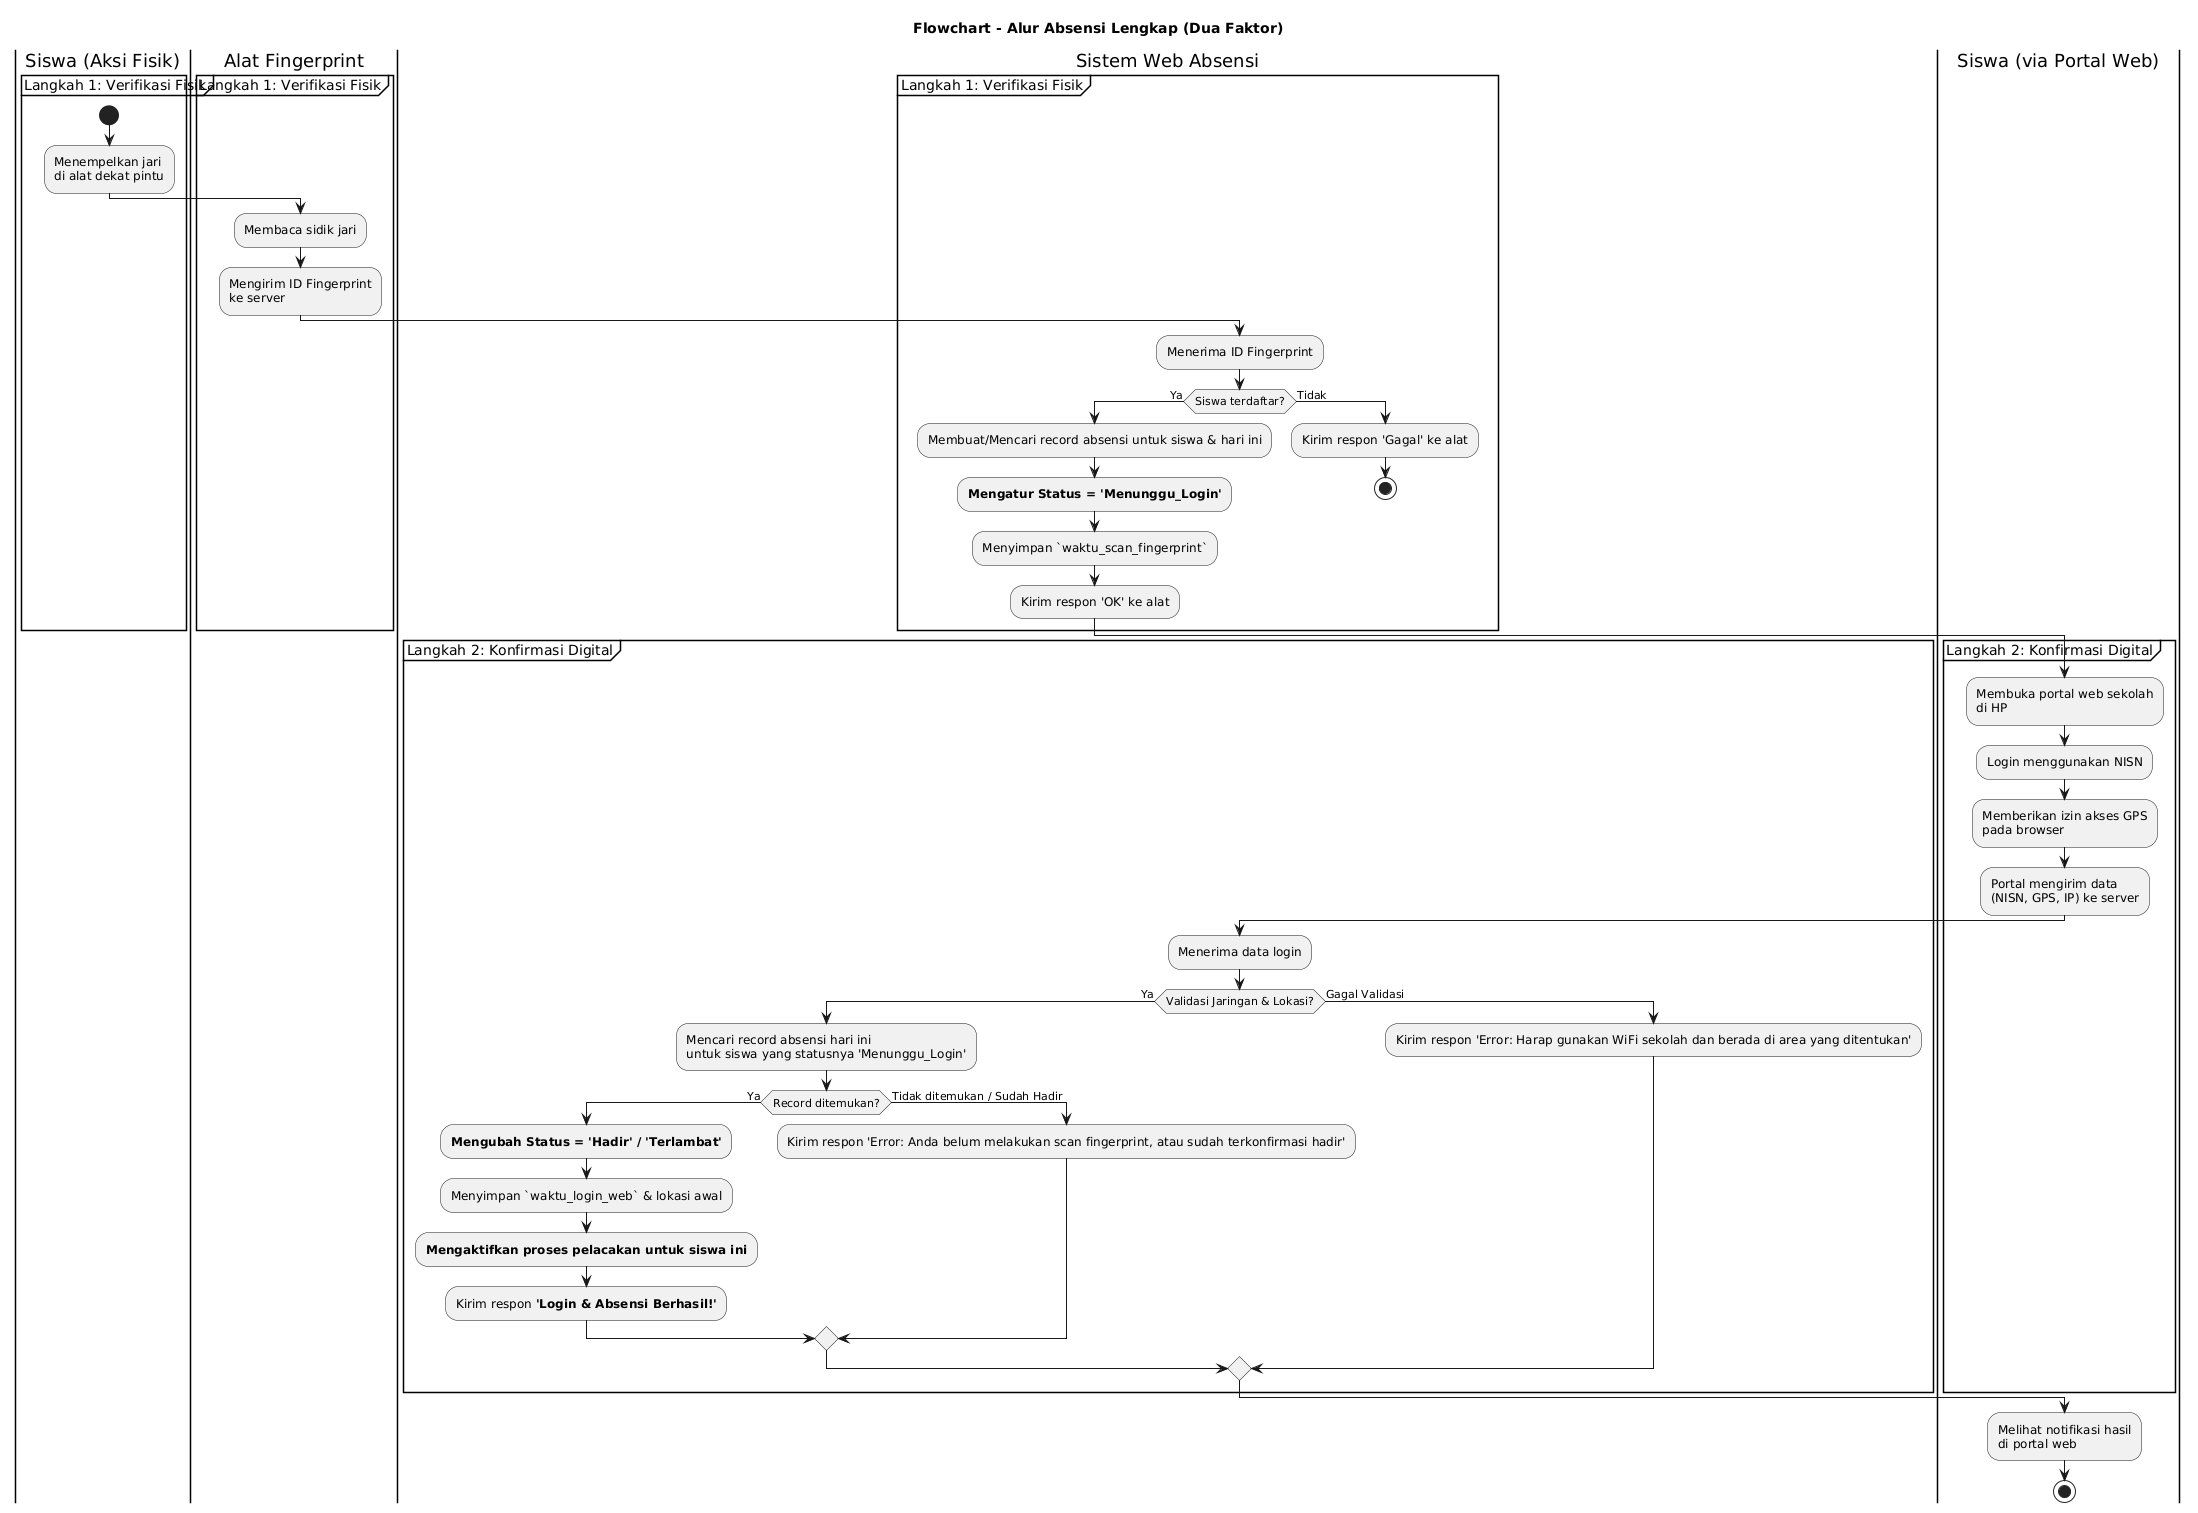 Flowchart - Alur Absensi Lengkap (Dua Faktor)
Siswa (Aksi Fisik)
Alat Fingerprint
Sistem Web Absensi
Siswa (via Portal Web)
Langkah 1: Verifikasi Fisik
Langkah 1: Verifikasi Fisik
Langkah 1: Verifikasi Fisik
Menempelkan jari
di alat dekat pintu
Membaca sidik jari
Mengirim ID Fingerprint
ke server
Menerima ID Fingerprint
Ya
Siswa terdaftar?
Tidak
Membuat/Mencari record absensi untuk siswa & hari ini
Kirim respon 'Gagal' ke alat
Mengatur Status = 'Menunggu_Login'
Menyimpan `waktu_scan_fingerprint`
Kirim respon 'OK' ke alat
Langkah 2: Konfirmasi Digital
Langkah 2: Konfirmasi Digital
Membuka portal web sekolah
di HP
Login menggunakan NISN
Memberikan izin akses GPS
pada browser
Portal mengirim data
(NISN, GPS, IP) ke server
Menerima data login
Ya
Validasi Jaringan & Lokasi?
Gagal Validasi
Mencari record absensi hari ini
untuk siswa yang statusnya 'Menunggu_Login'
Kirim respon 'Error: Harap gunakan WiFi sekolah dan berada di area yang ditentukan'
Ya
Record ditemukan?
Tidak ditemukan / Sudah Hadir
Mengubah Status = 'Hadir' / 'Terlambat'
Kirim respon 'Error: Anda belum melakukan scan fingerprint, atau sudah terkonfirmasi hadir'
Menyimpan `waktu_login_web` & lokasi awal
Mengaktifkan proses pelacakan untuk siswa ini
Kirim respon 'Login & Absensi Berhasil!'
Melihat notifikasi hasil
di portal web